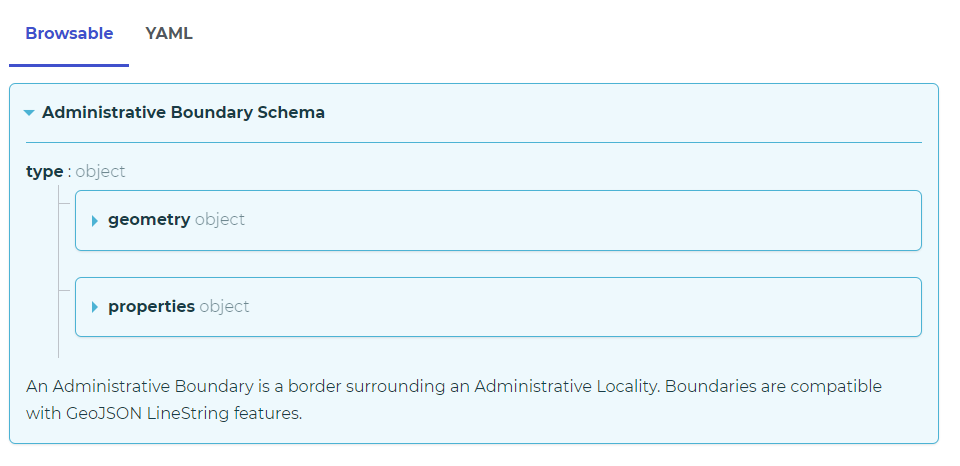 Browsable YAML
Administrative Boundary Schema
type : object
geometry object
properties object
An Administrative Boundary is a border surrounding an Administrative Locality. Boundaries are compatible
with GeoJSON LineString features.